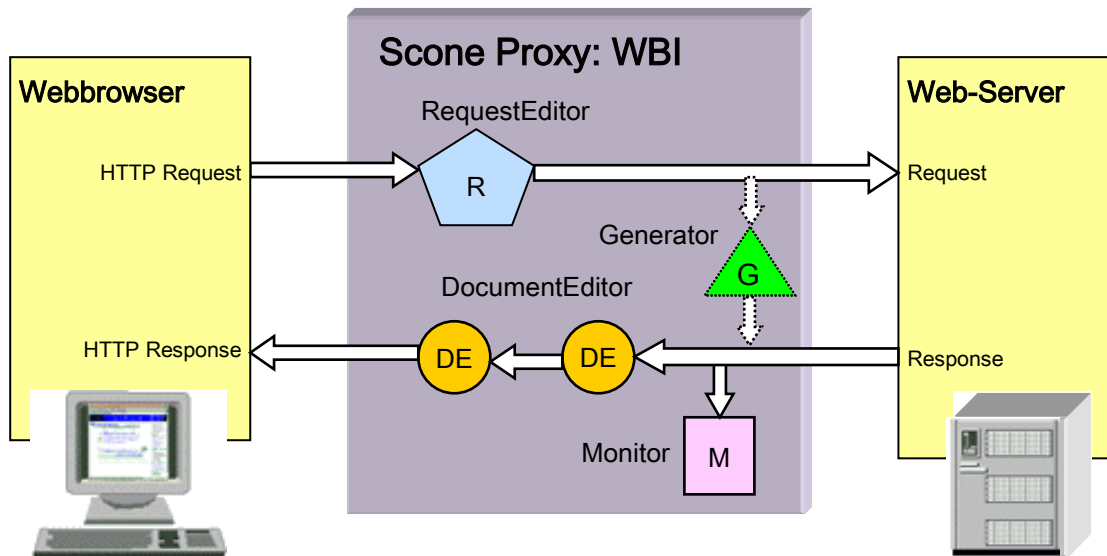 Scone Proxy: WBI
Webbrowser
Web-Server
RequestEditor
HTTP Request
R
Request
Generator
G
DocumentEditor
HTTP Response
DE
DE
Response
Monitor
M